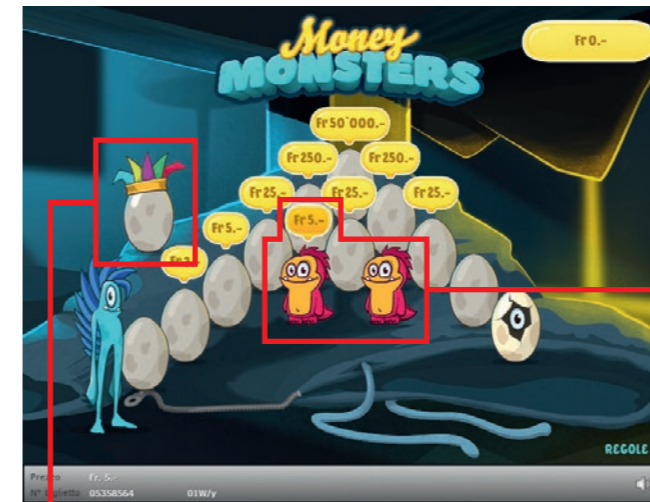 Money
MONSTERS
Fr 0.-
Fr 50'000.-
Fr 250.- Fr 250.-
Fr 25.- Fr 25.- Fr 25.-
Fr 5.- Fr 5.-
REGOLE
Prezzo Fr. 5.-
N° biglietto 05358564 01W/y